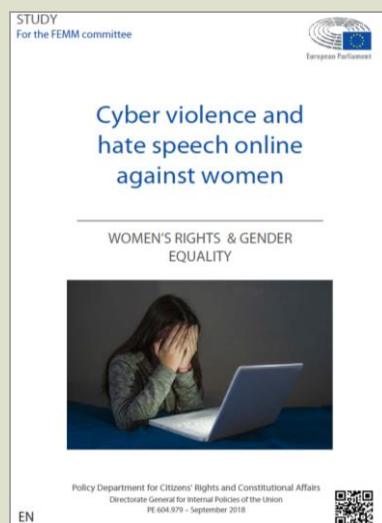 STUDY
For the FEMM committee
European Parliament
Cyber violence and
hate speech online
against women
WOMEN'S RIGHTS & GENDER
EQUALITY
Policy Department for Citizens' Rights and Constitutional Affairs
Directorate General for Internal Policies of the Union
PE 604.979 – September 2018
EN